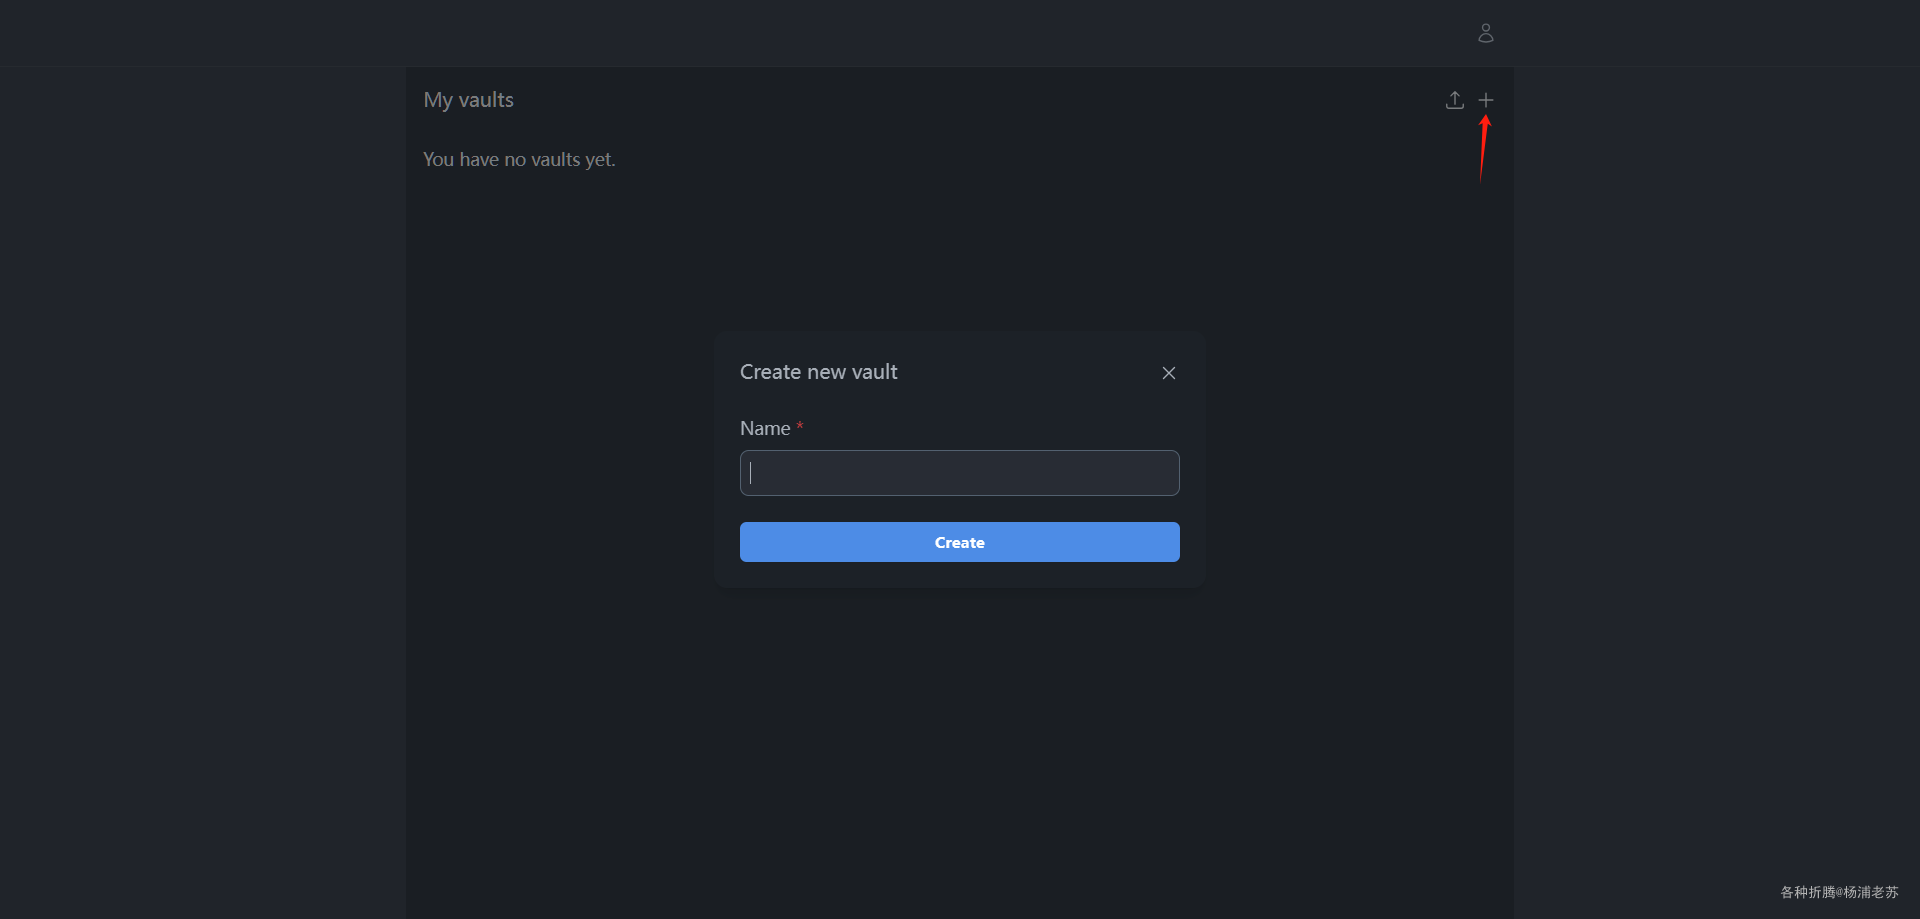 My vaults
You have no vaults yet.
Create new vault
Name *
Create
各种折腾@杨浦老苏